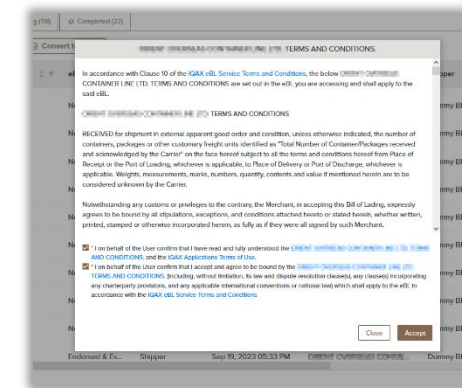 g (119) Completed (22)
Convert t
TERMS AND CONDITIONS.
In accordance with Clause 10 of the IQAX eBL Service Terms and Conditions, the below
CONTAINER LINE LTD. TERMS AND CONDITIONS are set out in the eBL you are accessing and shall apply to the
said eBL.
TERMS AND CONDITIONS
RECEIVED for shipment in external apparent good order and condition, unless otherwise indicated, the number of
containers, packages or other customary freight units identified as "Total Number of Container/Packages received
and acknowledged by the Carrier" on the face hereof subject to all the terms and conditions hereof from Place of
Receipt or the Port of Loading, whichever is applicable, to Place of Delivery or Port of Discharge, whichever is
applicable. Weights, measurements, marks, numbers, quantity, contents and value if mentioned herein are to be
considered unknown by the Carrier.
Notwithstanding any customs or privileges to the contrary, the Merchant, in accepting this Bill of Lading, expressly
agrees to be bound by all stipulations, exceptions, and conditions attached hereto or stated herein, whether written,
printed, stamped or otherwise incorporated herein, as fully as if they were all signed by such Merchant.
* I on behalf of the User confirm that I have read and fully understood the
AND CONDITIONS. and the IQAX Applications Terms of Use.
* I on behalf of the User confirm that I accept and agree to be bound by the
TERMS AND CONDITIONS. (including, without limitation, its law and dispute resolution clause(s), any clause(s) incorporating
any charterparty provisions, and any applicable international conventions or national law) which shall apply to the eBL in
accordance with the IQAX eBL Service Terms and Conditions
Close Accept
Endorsed & Es... Shipper Sep 19, 2023 05:33 PM Dummy Bl